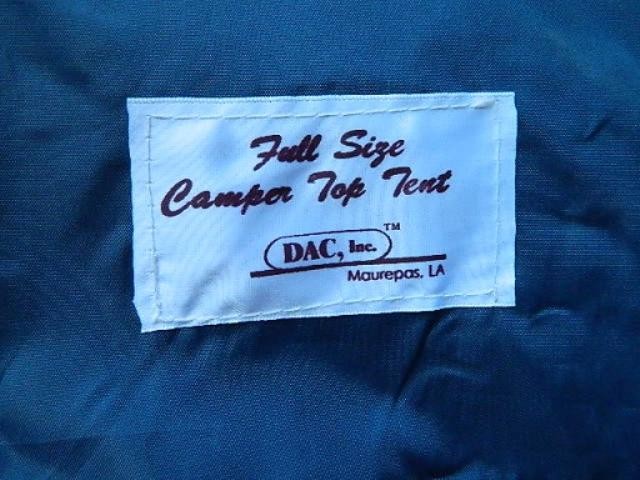 Full Size
Camper Top Tent
DAC, Inc.™
Maurepas, LA